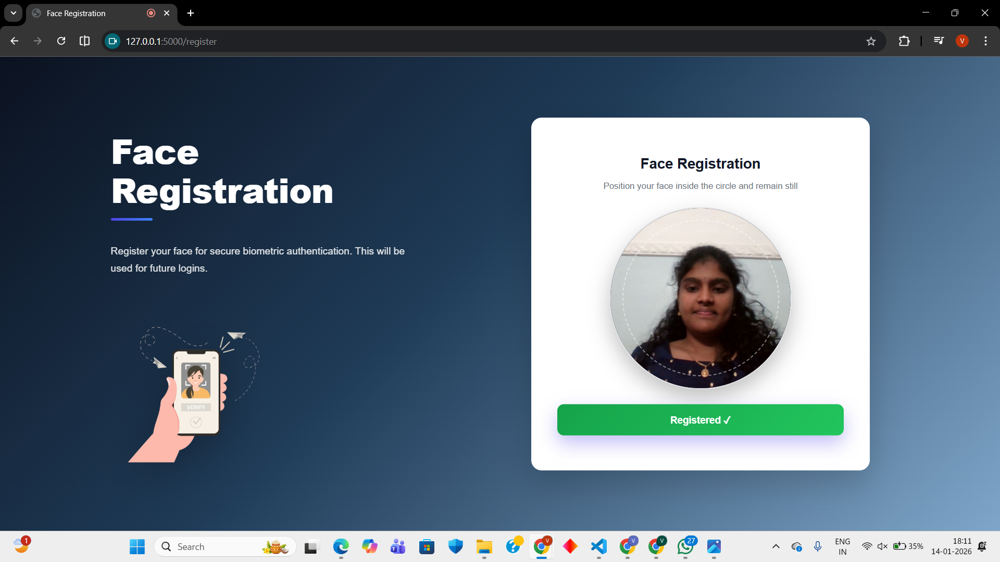 Face Registration
127.0.0.1:5000/register
V
Face
Registration
Register your face for secure biometric authentication. This will be
used for future logins.
VERIFY
Face Registration
Position your face inside the circle and remain still
Registered ✓
1
Search
T
V
V
V
27
ENG
IN
35%
18:11
14-01-2026